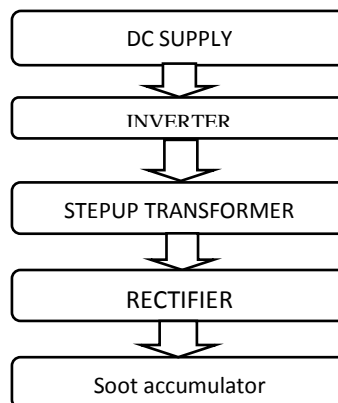 DC SUPPLY
INVERTER
STEPUP TRANSFORMER
RECTIFIER
Soot accumulator